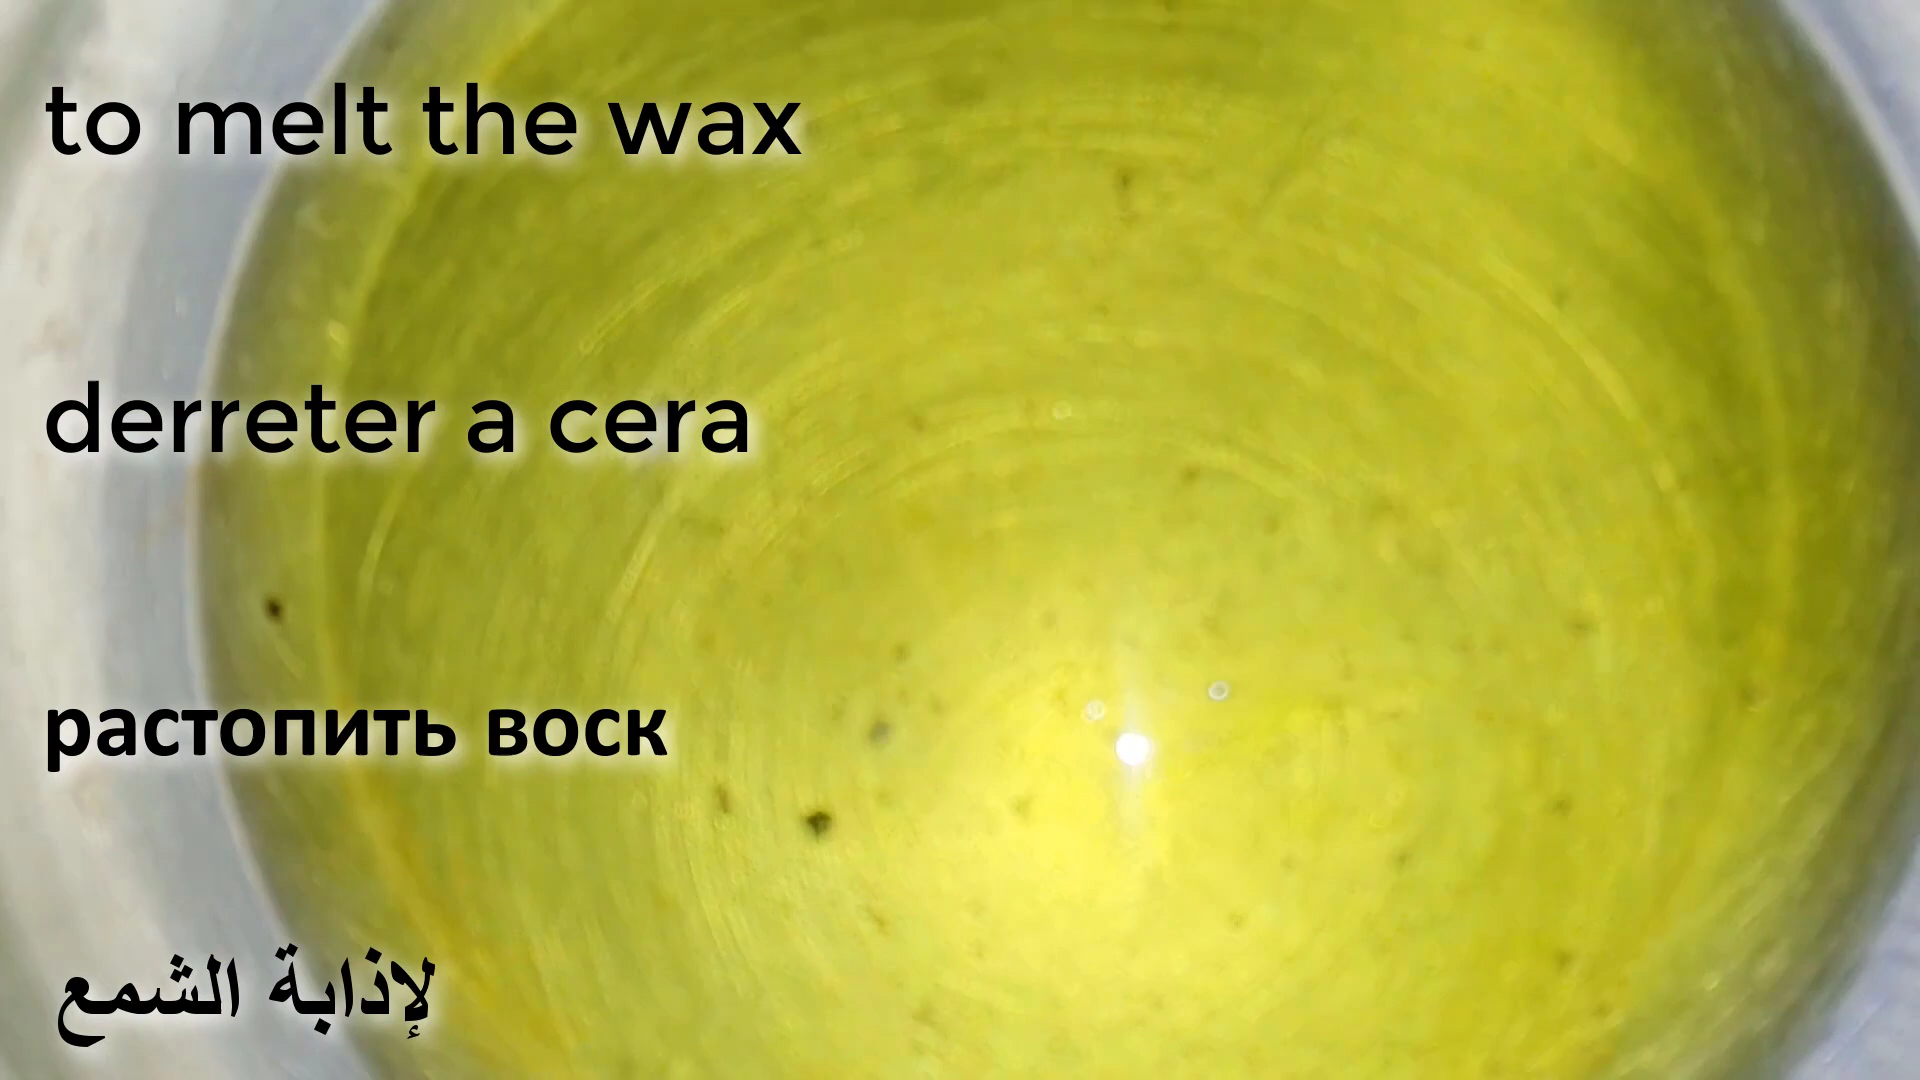 to melt the wax
derreter a cera
растопить воск
لإذابة الشمع